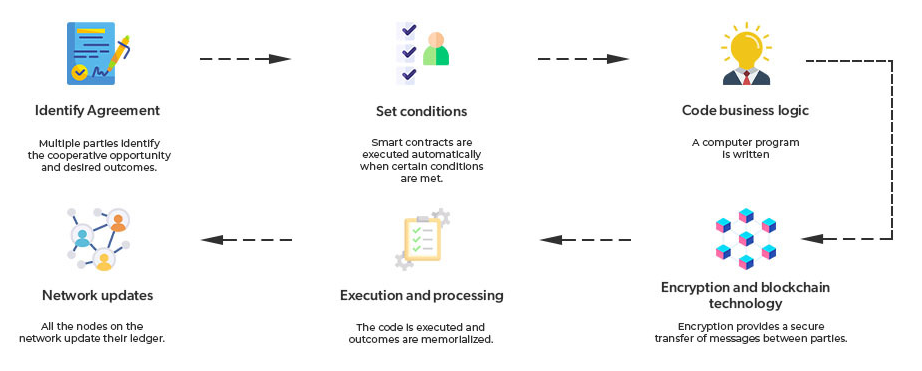 Identify Agreement
Multiple parties identify
the cooperative opportunity
and desired outcomes.
Set conditions
Smart contracts are
executed automatically
when certain conditions
are met.
Code business logic
A computer program
is written
Encryption and blockchain
technology
Encryption provides a secure
transfer of messages between parties.
Execution and processing
The code is executed and
outcomes are memorialized.
Network updates
All the nodes on the
network update their ledger.